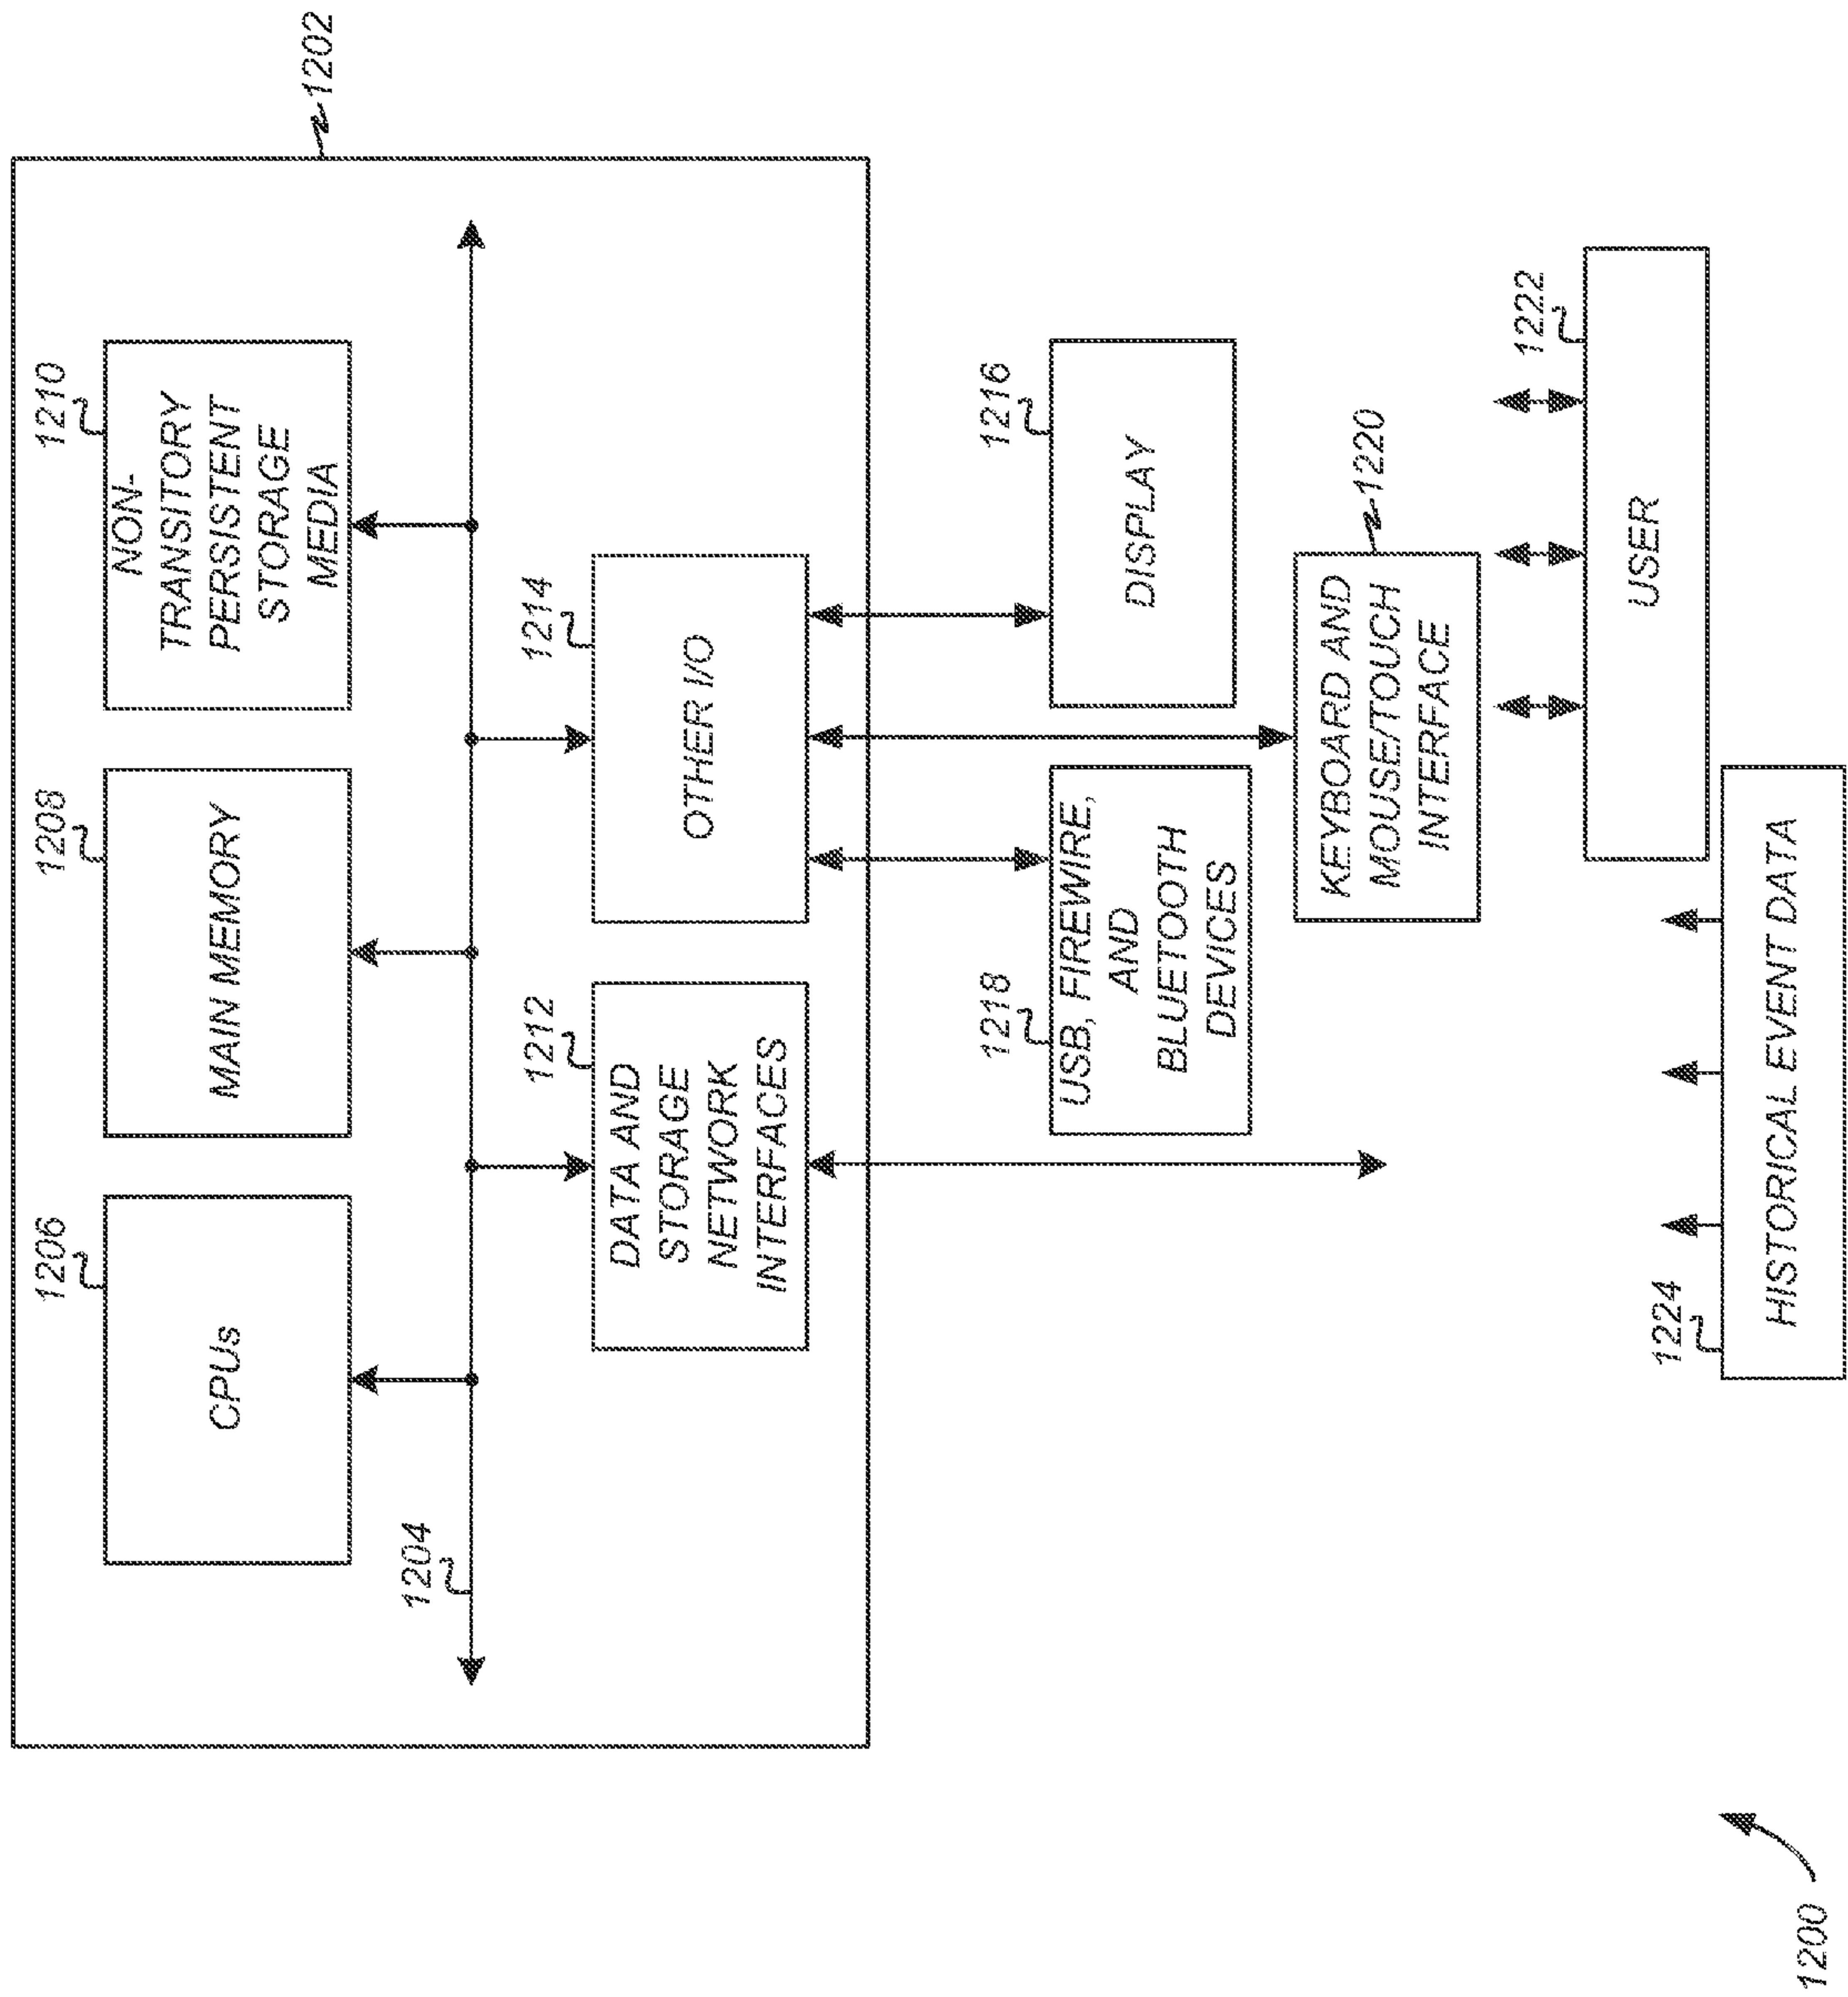 1202
1206
CPUs
1208
MAIN MEMORY
1210
NON-
TRANSITORY
PERSISTENT
STORAGE
MEDIA
1204
1212
DATA AND
STORAGE
NETWORK
INTERFACES
1214
OTHER I/O
1218
USB, FIREWIRE,
AND
BLUETOOTH
DEVICES
1216
DISPLAY
1220
KEYBOARD AND
MOUSE/TOUCH
INTERFACE
1222
USER
1224
HISTORICAL EVENT DATA
1200